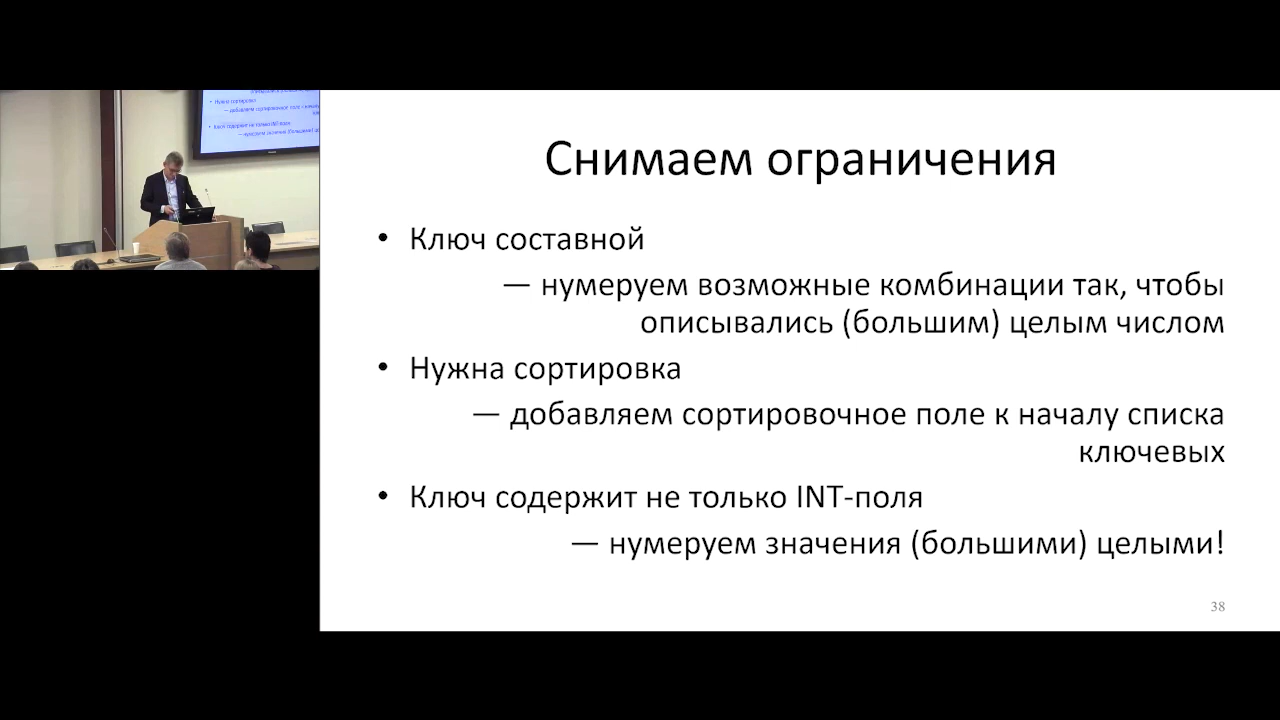 Снимаем ограничения
• Ключ составной
— нумеруем возможные комбинации так, чтобы
описывались (большим) целым числом
• Нужна сортировка
— добавляем сортировочное поле к началу списка
ключевых
• Ключ содержит не только INT-поля
— нумеруем значения (большими) целыми!
38